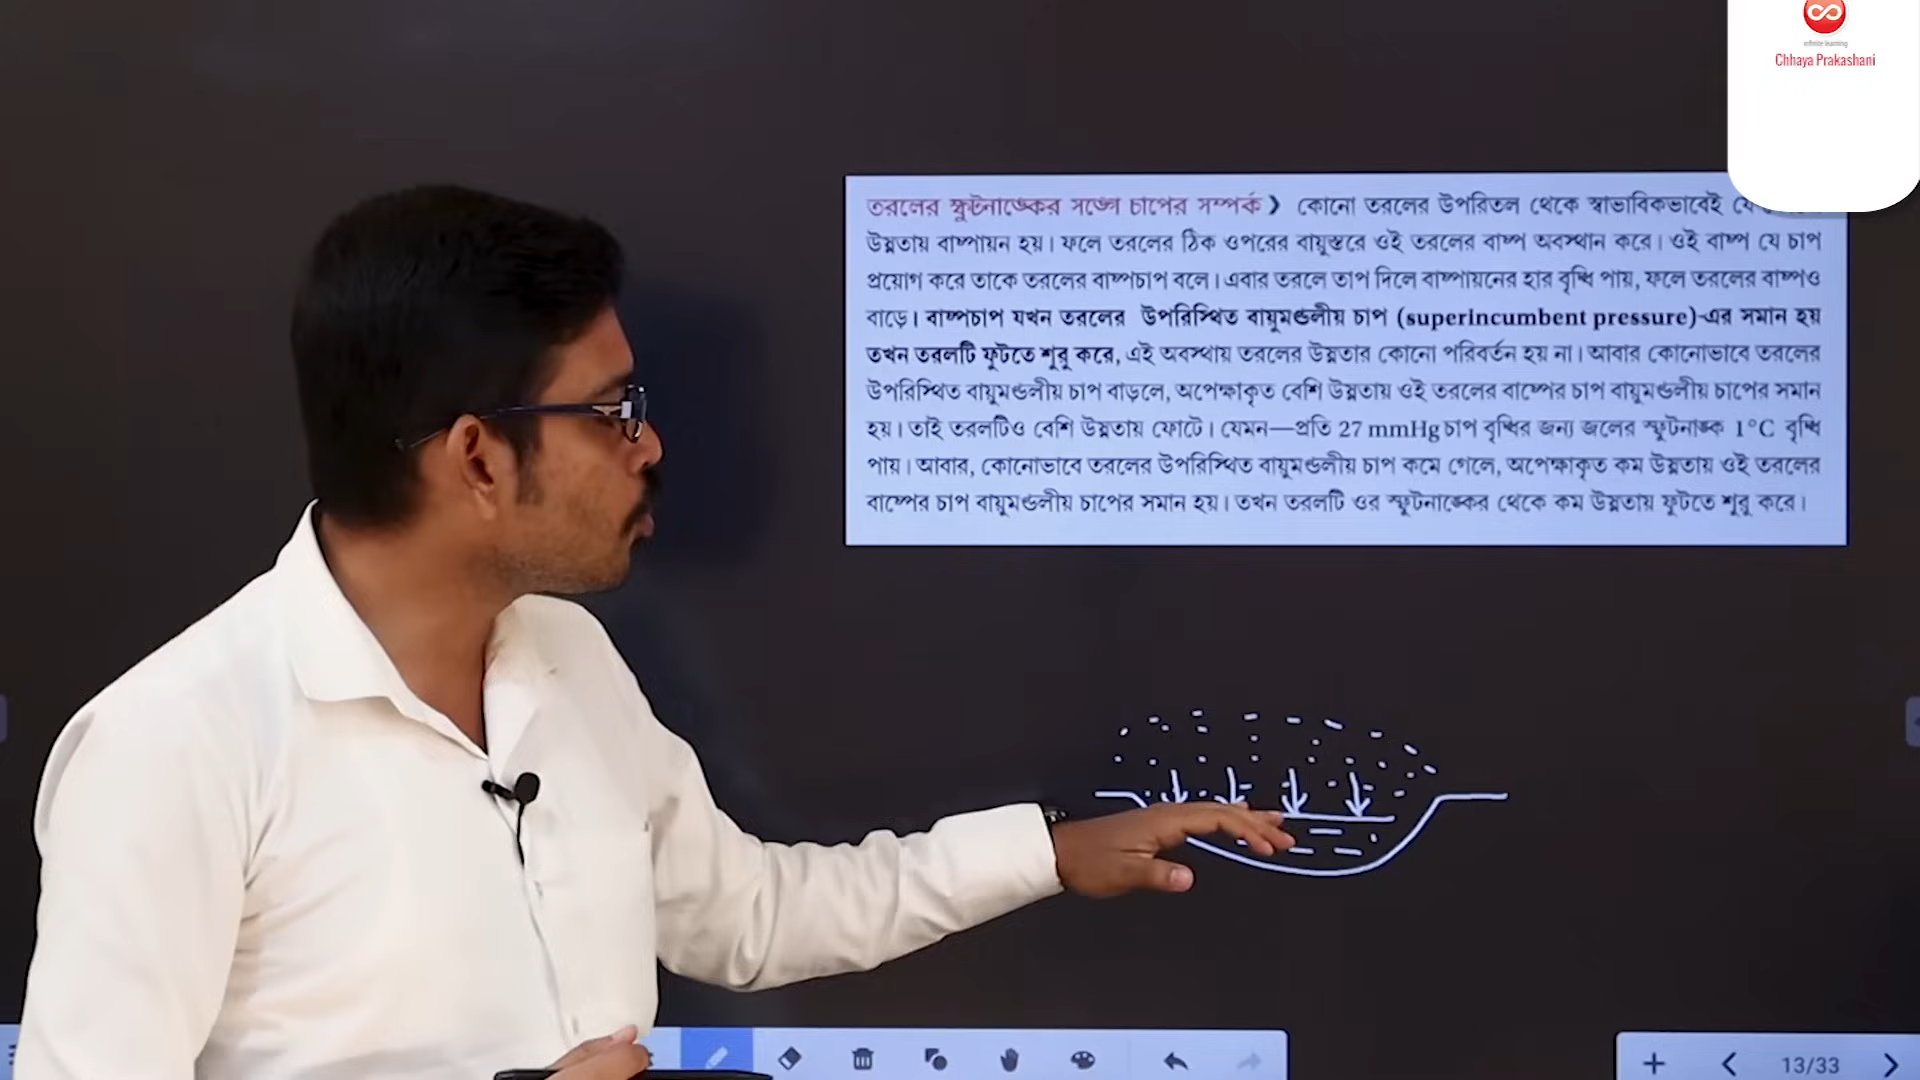 infinite learning
Chhaya Prakashani
তরলের স্ফুটনাঙ্কের সঙ্গে চাপের সম্পর্ক❯ কোনো তরলের উপরিতল থেকে স্বাভাবিকভাবেই
উষ্ণতায় বাষ্পায়ন হয়। ফলে তরলের ঠিক ওপরের বায়ুস্তরে ওই তরলের বাষ্প অবস্থান করে। ওই বাষ্প যে চাপ
প্রয়োগ করে তাকে তরলের বাষ্পচাপ বলে। এবার তরলে তাপ দিলে বাষ্পায়নের হার বৃদ্ধি পায়, ফলে তরলের বাষ্পও
বাড়ে। বাষ্পচাপ যখন তরলের উপরিস্থিত বায়ুমণ্ডলীয় চাপ (superincumbent pressure)-এর সমান হয়
তখন তরলটি ফুটতে শুরু করে, এই অবস্থায় তরলের উষ্ণতার কোনো পরিবর্তন হয় না। আবার কোনোভাবে তরলের
উপরিস্থিত বায়ুমণ্ডলীয় চাপ বাড়লে, অপেক্ষাকৃত বেশি উষ্ণতায় ওই তরলের বাষ্পের চাপ বায়ুমণ্ডলীয় চাপের সমান
হয়। তাই তরলটিও বেশি উষ্ণতায় ফোটে। যেমন—প্রতি 27 mmHg চাপ বৃদ্ধির জন্য জলের স্ফুটনাঙ্ক 1°C বৃদ্ধি
পায়। আবার, কোনোভাবে তরলের উপরিস্থিত বায়ুমণ্ডলীয় চাপ কমে গেলে, অপেক্ষাকৃত কম উষ্ণতায় ওই তরলের
বাষ্পের চাপ বায়ুমণ্ডলীয় চাপের সমান হয়। তখন তরলটি ওর স্ফুটনাঙ্কের থেকে কম উষ্ণতায় ফুটতে শুরু করে।
13/33